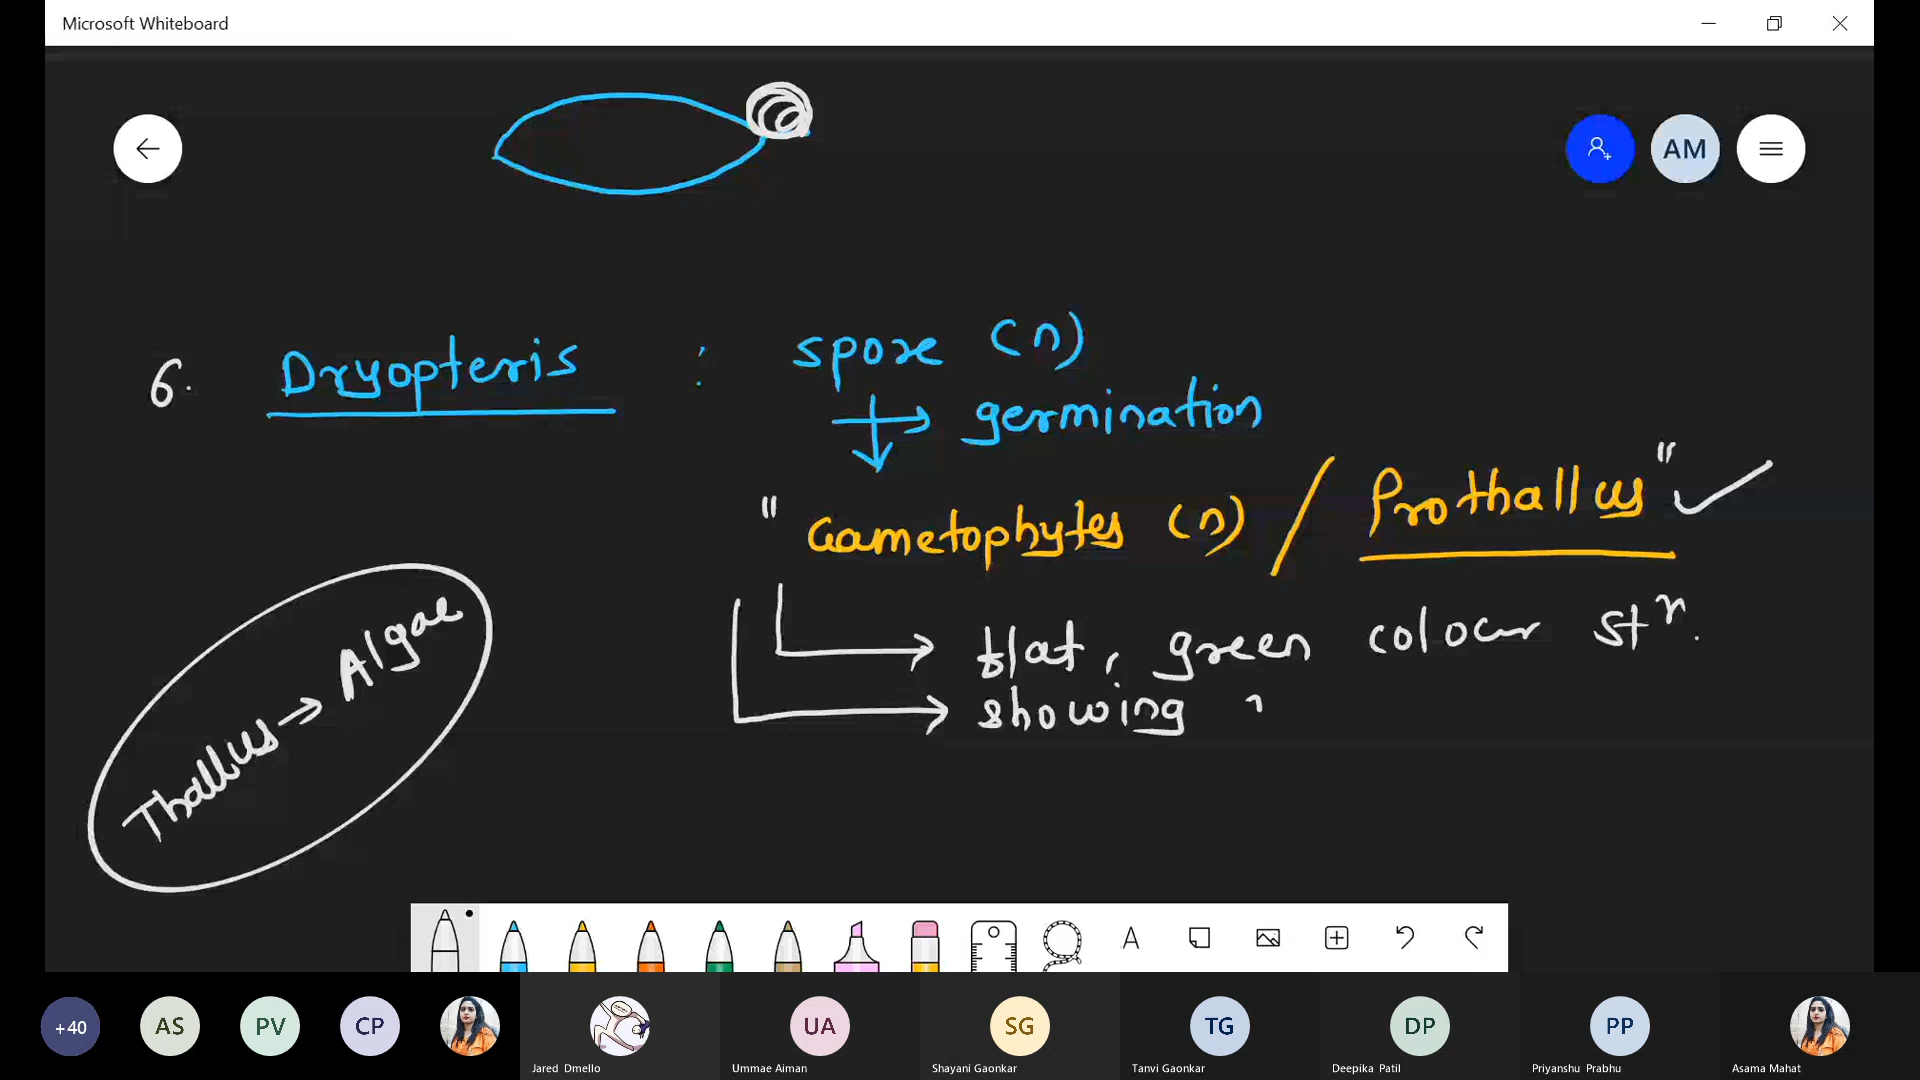 Microsoft Whiteboard
AM
6. Dryopteris : spore (n)
→ germination
" Gametophytes (n) / Prothallus"
→ flat, green colour str.
→ showing
Thallus → Algae
A
+40
AS
PV
CP
UA
SG
TG
DP
PP
Jared Dmello
Ummae Aiman
Shayani Gaonkar
Tanvi Gaonkar
Deepika Patil
Priyanshu Prabhu
Asama Mahat